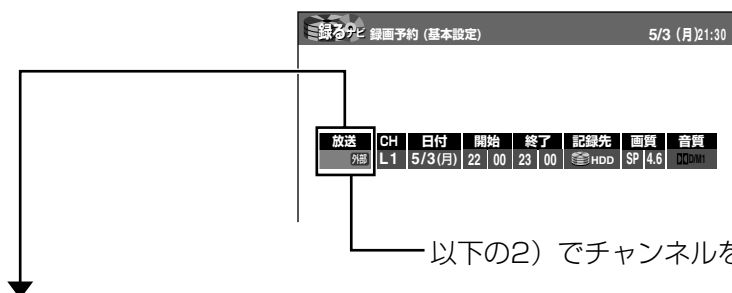 録るナビ 録画予約 (基本設定) 5/3 (月)21:30
放送 CH 日付 開始 終了 記録先 画質 音質
外部 L1 5/3(月) 22 00 23 00 HDD SP 4.6 D/M1
以下の2）でチャンネルを